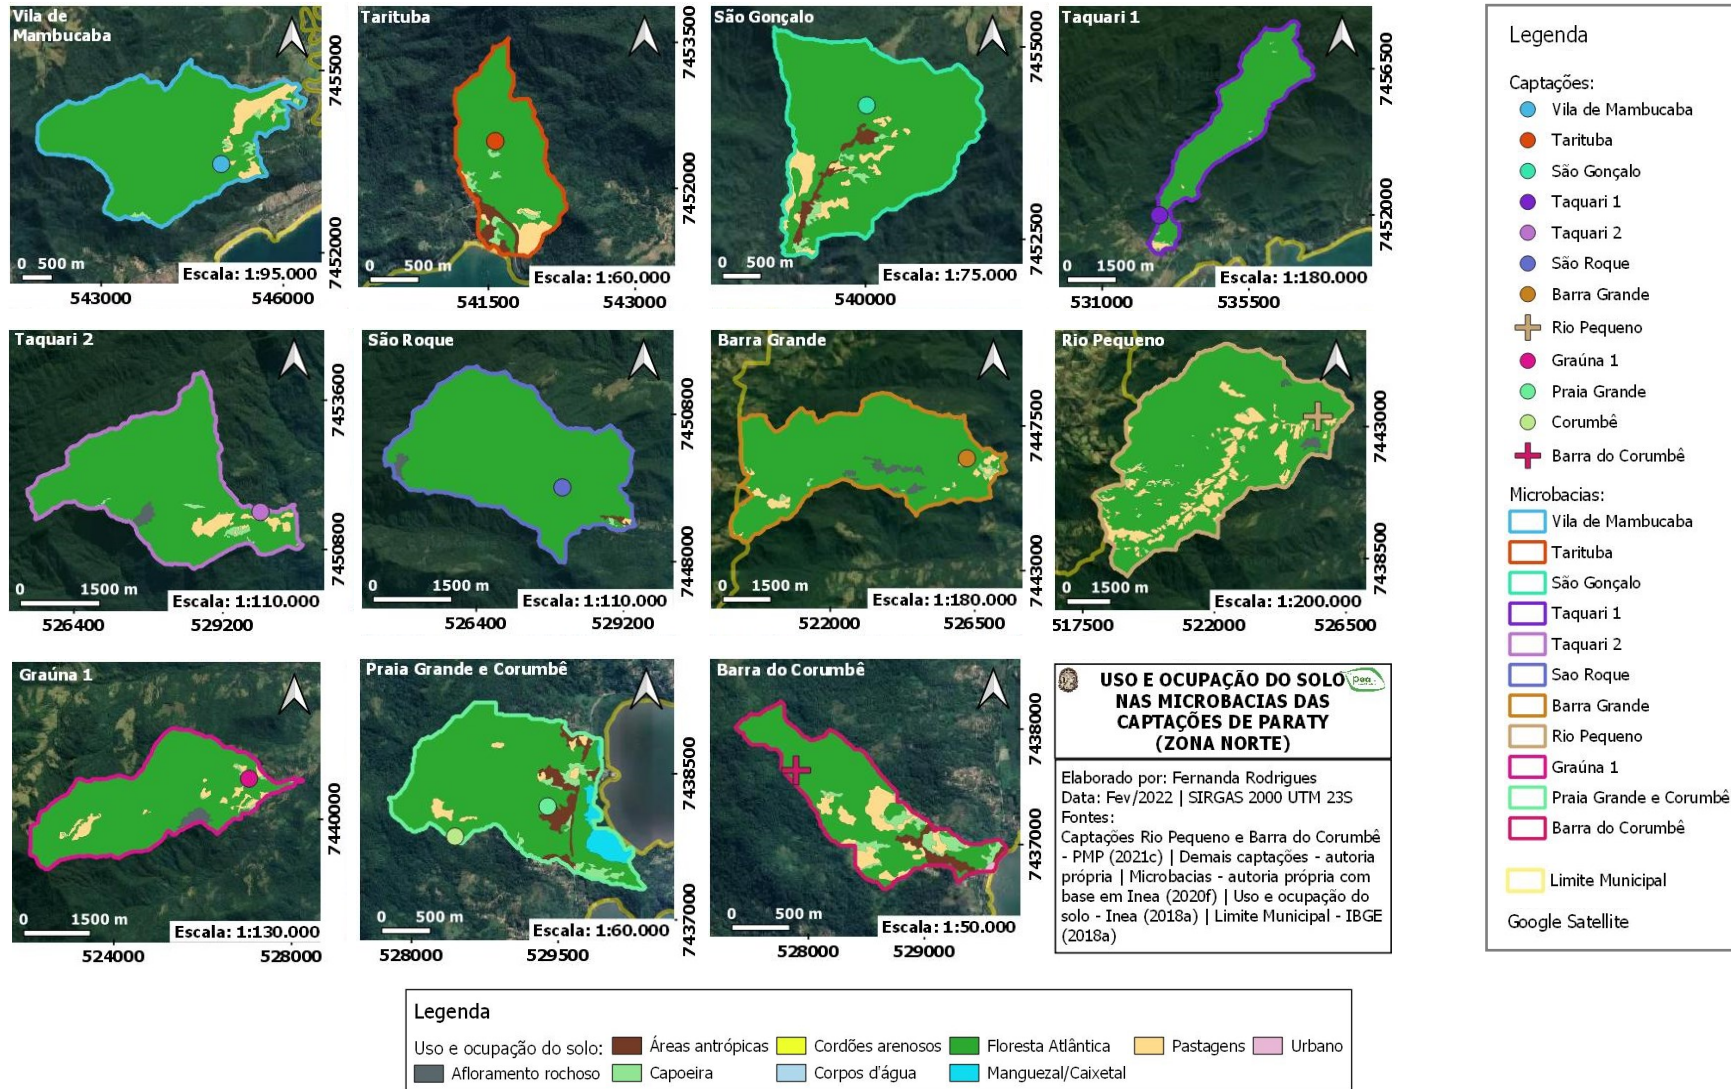 Vila de
Mambucaba
7455000
7452000
0 500 m
Escala: 1:95.000
543000 546000
Tarituba
7453500
7452000
0 500 m
Escala: 1:60.000
541500 543000
São Gonçalo
7455000
7452500
0 500 m
Escala: 1:75.000
540000
Taquari 1
7456500
7452000
0 1500 m
Escala: 1:180.000
531000 535500
Taquari 2
7453600
7450800
0 1500 m
Escala: 1:110.000
526400 529200
São Roque
7450800
7448000
0 1500 m
Escala: 1:110.000
526400 529200
Barra Grande
7447500
7443000
0 1500 m
Escala: 1:180.000
522000 526500
Rio Pequeno
7443000
7438500
0 1500 m
Escala: 1:200.000
517500 522000 526500
Graúna 1
7440000
0 1500 m
Escala: 1:130.000
524000 528000
Praia Grande e Corumbê
7438500
7437000
0 500 m
Escala: 1:60.000
528000 529500
Barra do Corumbê
7438000
7437000
0 500 m
Escala: 1:50.000
528000 529000
USO E OCUPAÇÃO DO SOLO
NAS MICROBACIAS DAS
CAPTAÇÕES DE PARATY
(ZONA NORTE)
Elaborado por: Fernanda Rodrigues
Data: Fev/2022 | SIRGAS 2000 UTM 23S
Fontes:
Captações Rio Pequeno e Barra do Corumbê
- PMP (2021c) | Demais captações - autoria
própria | Microbacias - autoria própria com
base em Inea (2020f) | Uso e ocupação do
solo - Inea (2018a) | Limite Municipal - IBGE
(2018a)
Legenda
Captações:
Vila de Mambucaba
Tarituba
São Gonçalo
Taquari 1
Taquari 2
São Roque
Barra Grande
Rio Pequeno
Graúna 1
Praia Grande
Corumbê
Barra do Corumbê
Microbacias:
Vila de Mambucaba
Tarituba
São Gonçalo
Taquari 1
Taquari 2
Sao Roque
Barra Grande
Rio Pequeno
Graúna 1
Praia Grande e Corumbê
Barra do Corumbê
Limite Municipal
Google Satellite
Legenda
Uso e ocupação do solo: Áreas antrópicas Cordões arenosos Floresta Atlântica Pastagens Urbano
Afloramento rochoso Capoeira Corpos d'água Manguezal/Caixetal